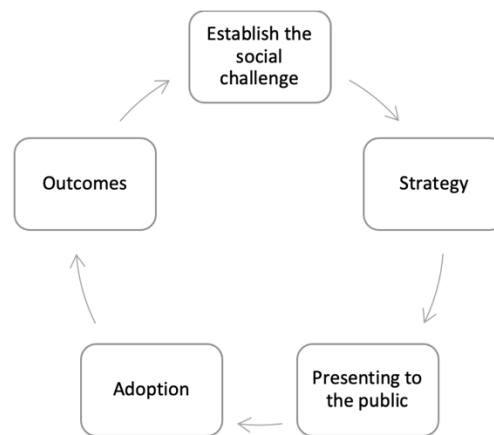 Establish the
social
challenge
Strategy
Presenting to
the public
Adoption
Outcomes